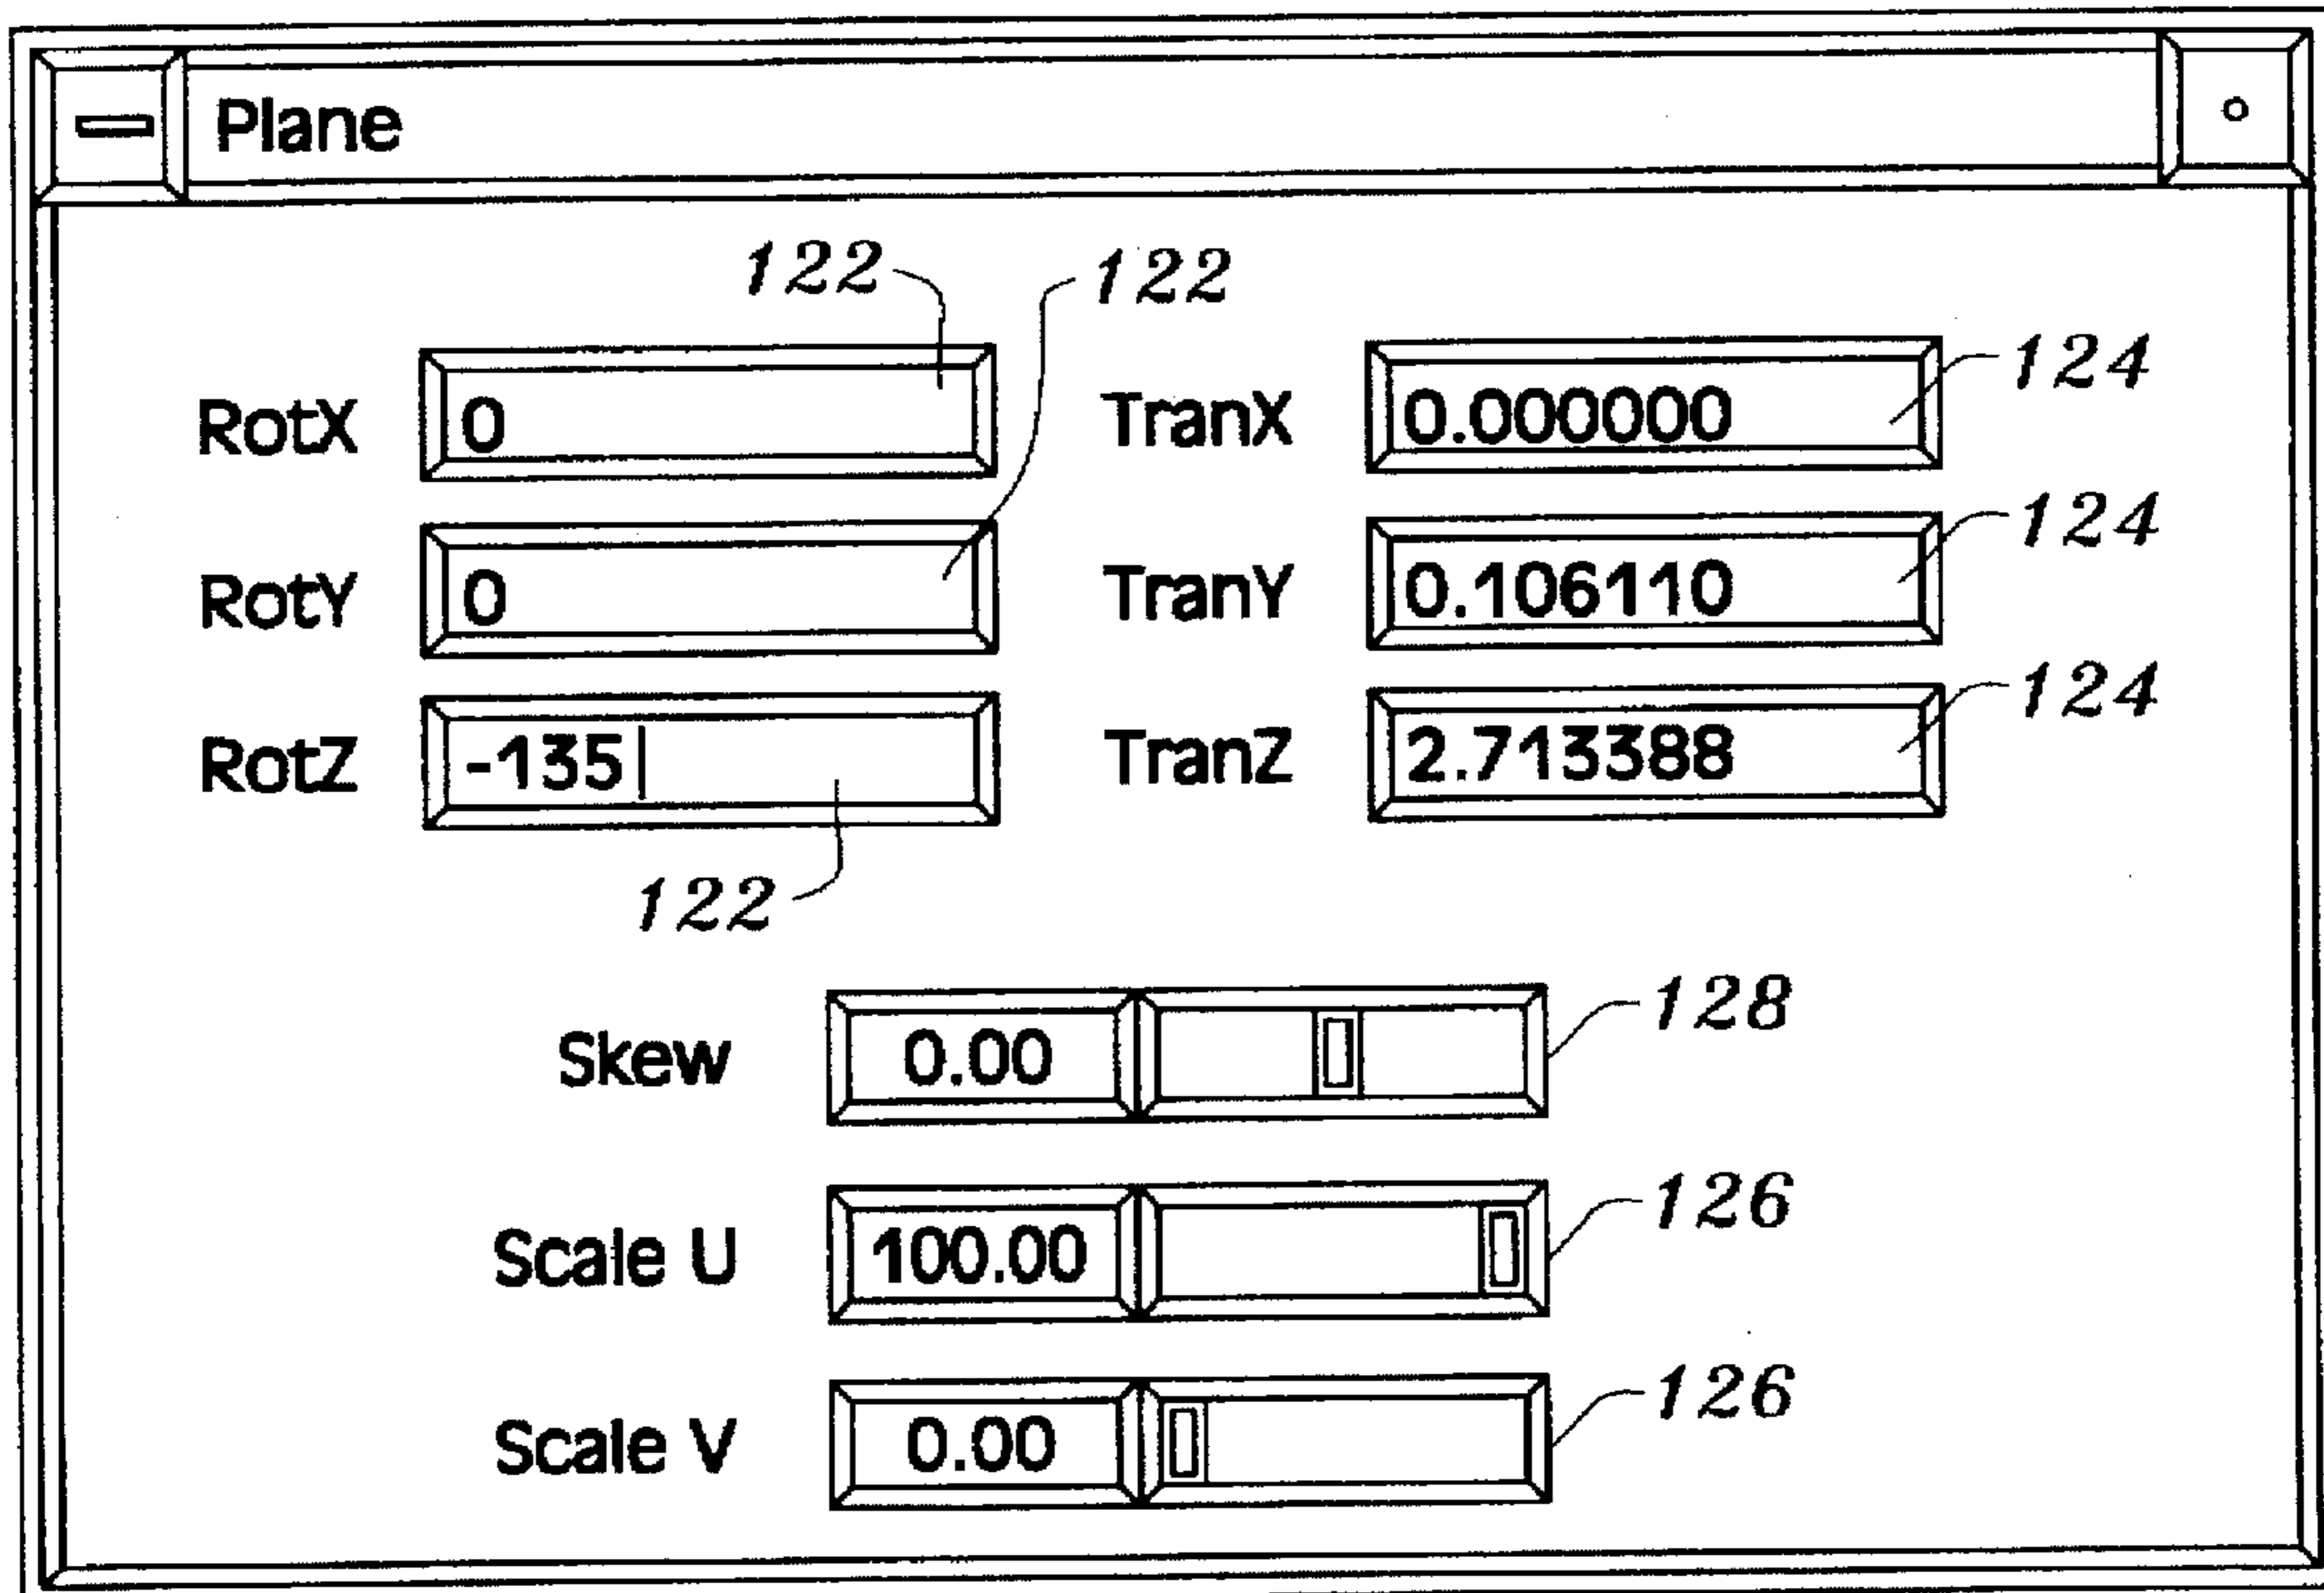 Plane
122 122
RotX 0 TranX 0.000000 124
RotY 0 TranY 0.106110 124
RotZ -135 TranZ 2.713388 124
122
Skew 0.00 128
Scale U 100.00 126
Scale V 0.00 126